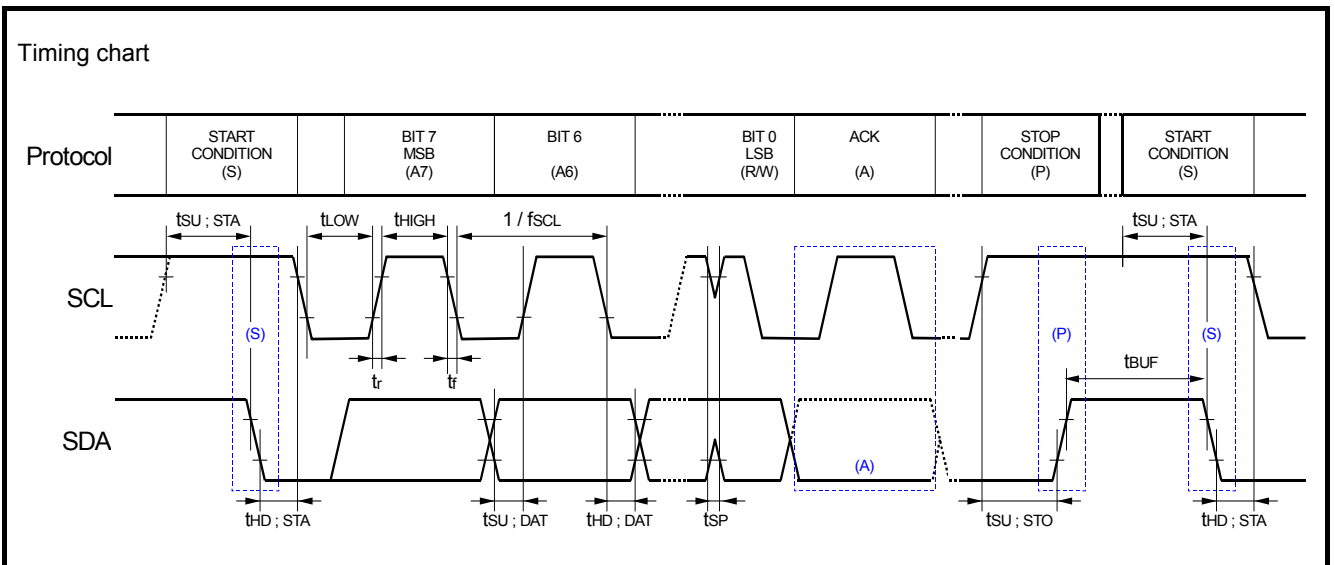 Timing chart
Protocol
START
CONDITION
(S)
BIT 7
MSB
(A7)
BIT 6
(A6)
BIT 0
LSB
(R/W)
ACK
(A)
STOP
CONDITION
(P)
START
CONDITION
(S)
tSU ; STA
tLOW
tHIGH
1 / fSCL
tSU ; STA
SCL
(S)
(P)
(S)
tr
tf
tBUF
SDA
(A)
tHD ; STA
tSU ; DAT
tHD ; DAT
tSP
tSU ; STO
tHD ; STA